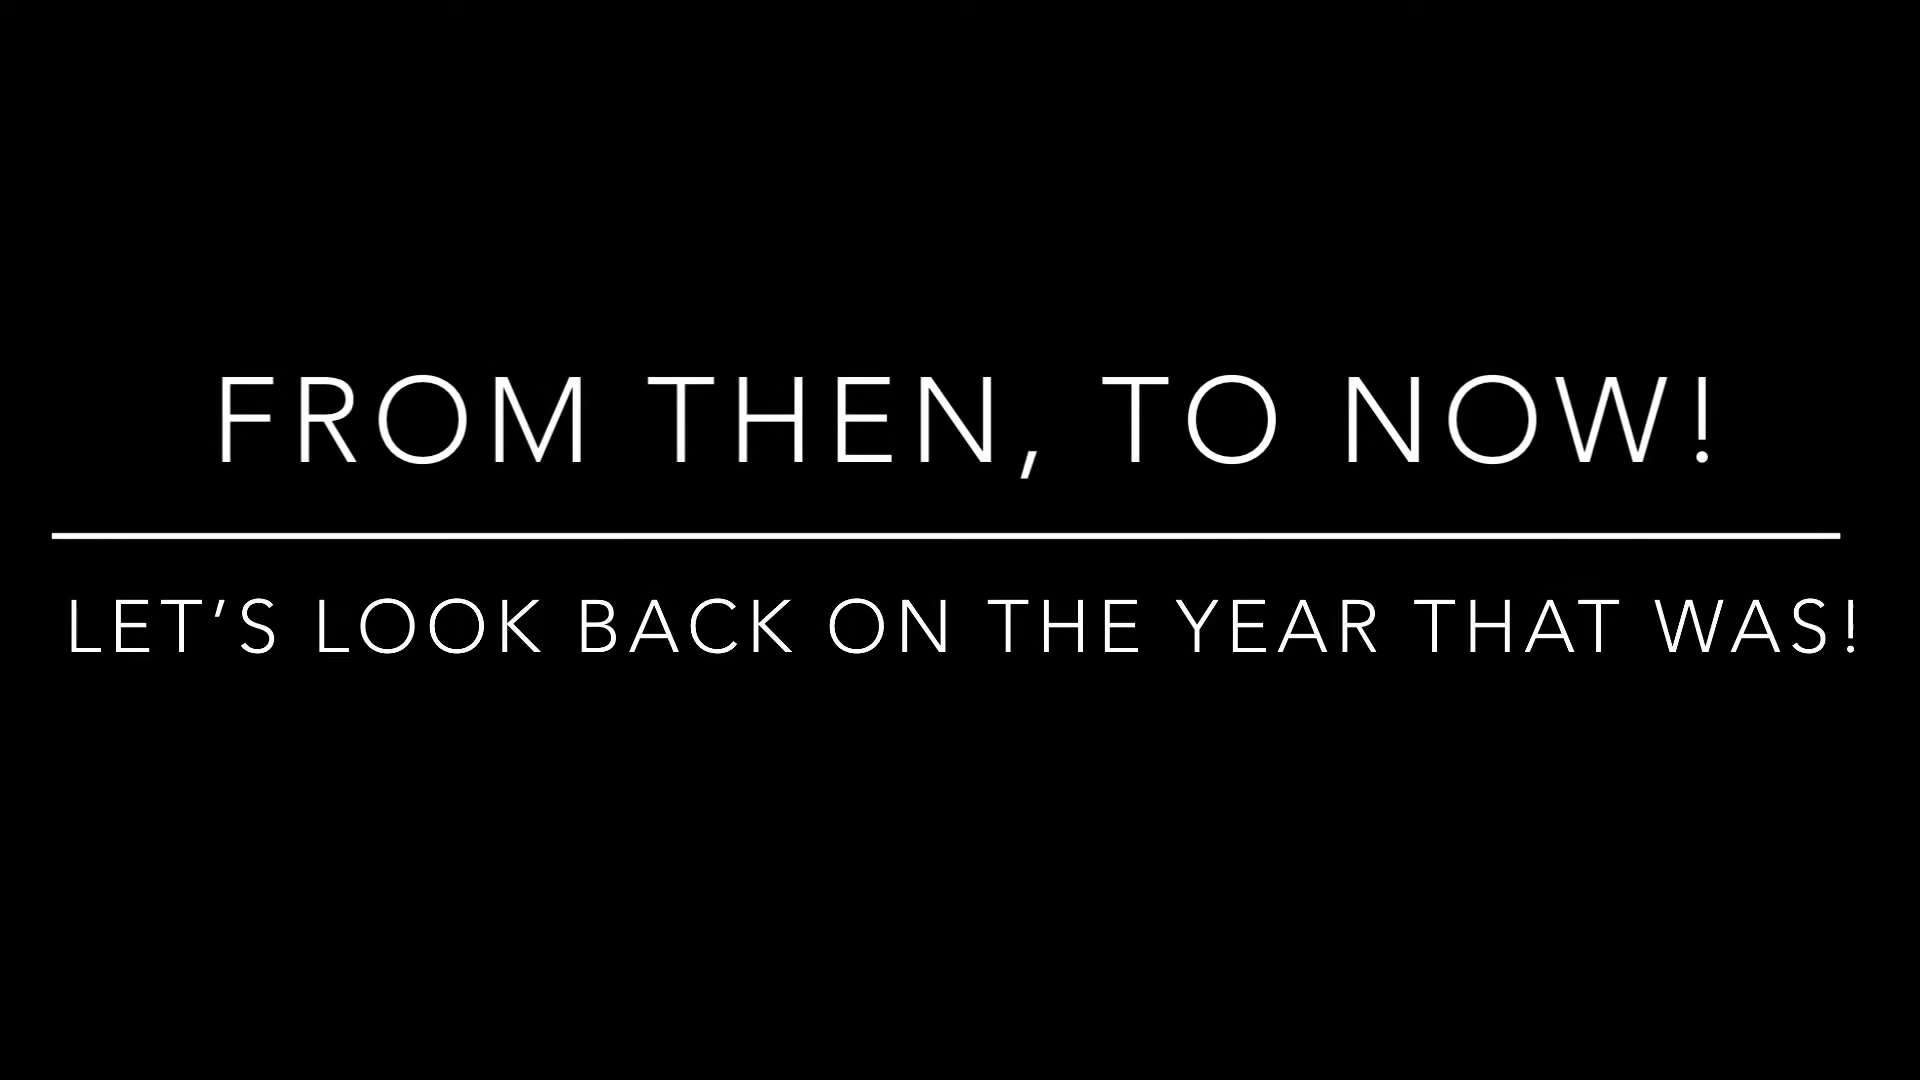 FROM THEN, TO NOW!
LET’S LOOK BACK ON THE YEAR THAT WAS!